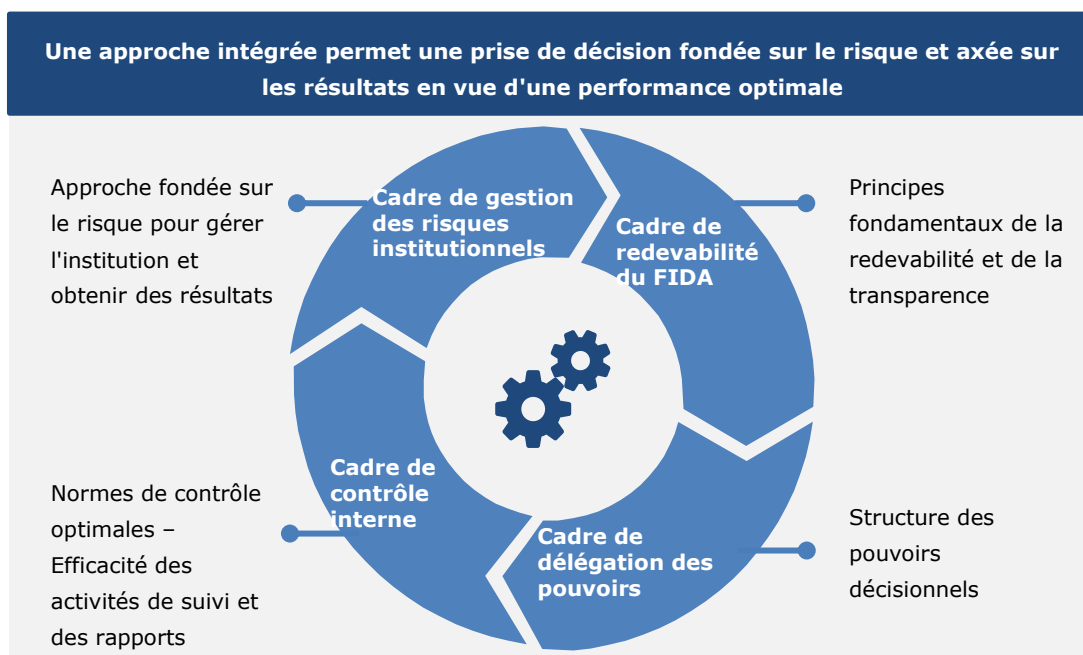 Une approche intégrée permet une prise de décision fondée sur le risque et axée sur
les résultats en vue d'une performance optimale
Approche fondée sur
le risque pour gérer
l'institution et
obtenir des résultats
Cadre de gestion
des risques
institutionnels
Cadre de
redevabilité
du FIDA
Principes
fondamentaux de la
redevabilité et de la
transparence
Normes de contrôle
optimales –
Efficacité des
activités de suivi et
des rapports
Cadre de
contrôle
interne
Cadre de
délégation des
pouvoirs
Structure des
pouvoirs
décisionnels